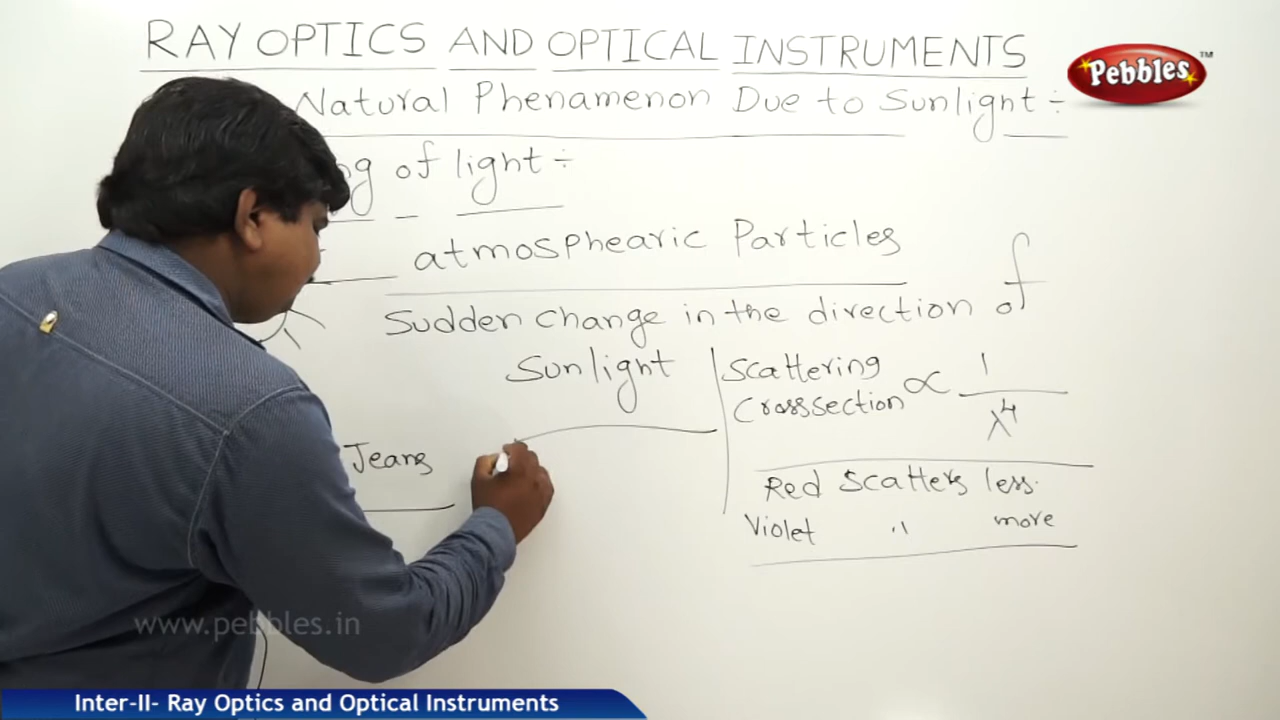 RAY OPTICS AND OPTICAL INSTRUMENTS
Pebbles™
Natural Phenamenon Due to Sunlight ÷
of light ÷
atmosphearic Particles
Sudden change in the direction of
Sunlight
Scattering
Crosssection ∝ 1/λ⁴
Jeans
Red Scatters less.
Violet " more
www.pebbles.in
Inter-II- Ray Optics and Optical Instruments